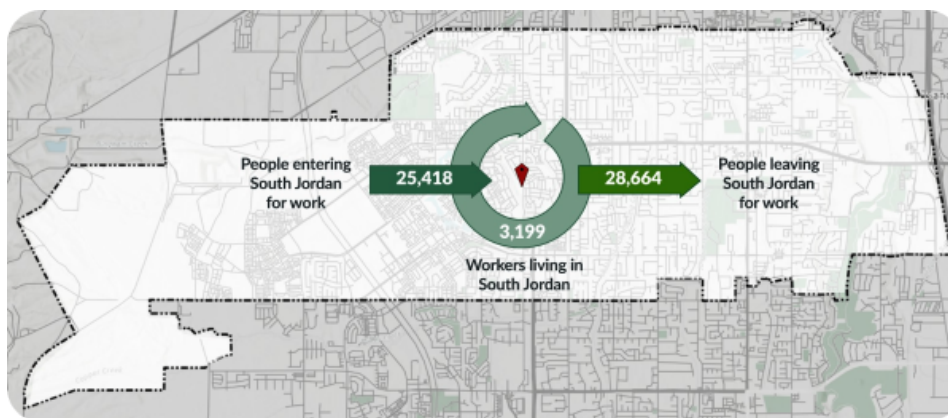 People entering
South Jordan
for work
25,418
28,664
People leaving
South Jordan
for work
3,199
Workers living in
South Jordan